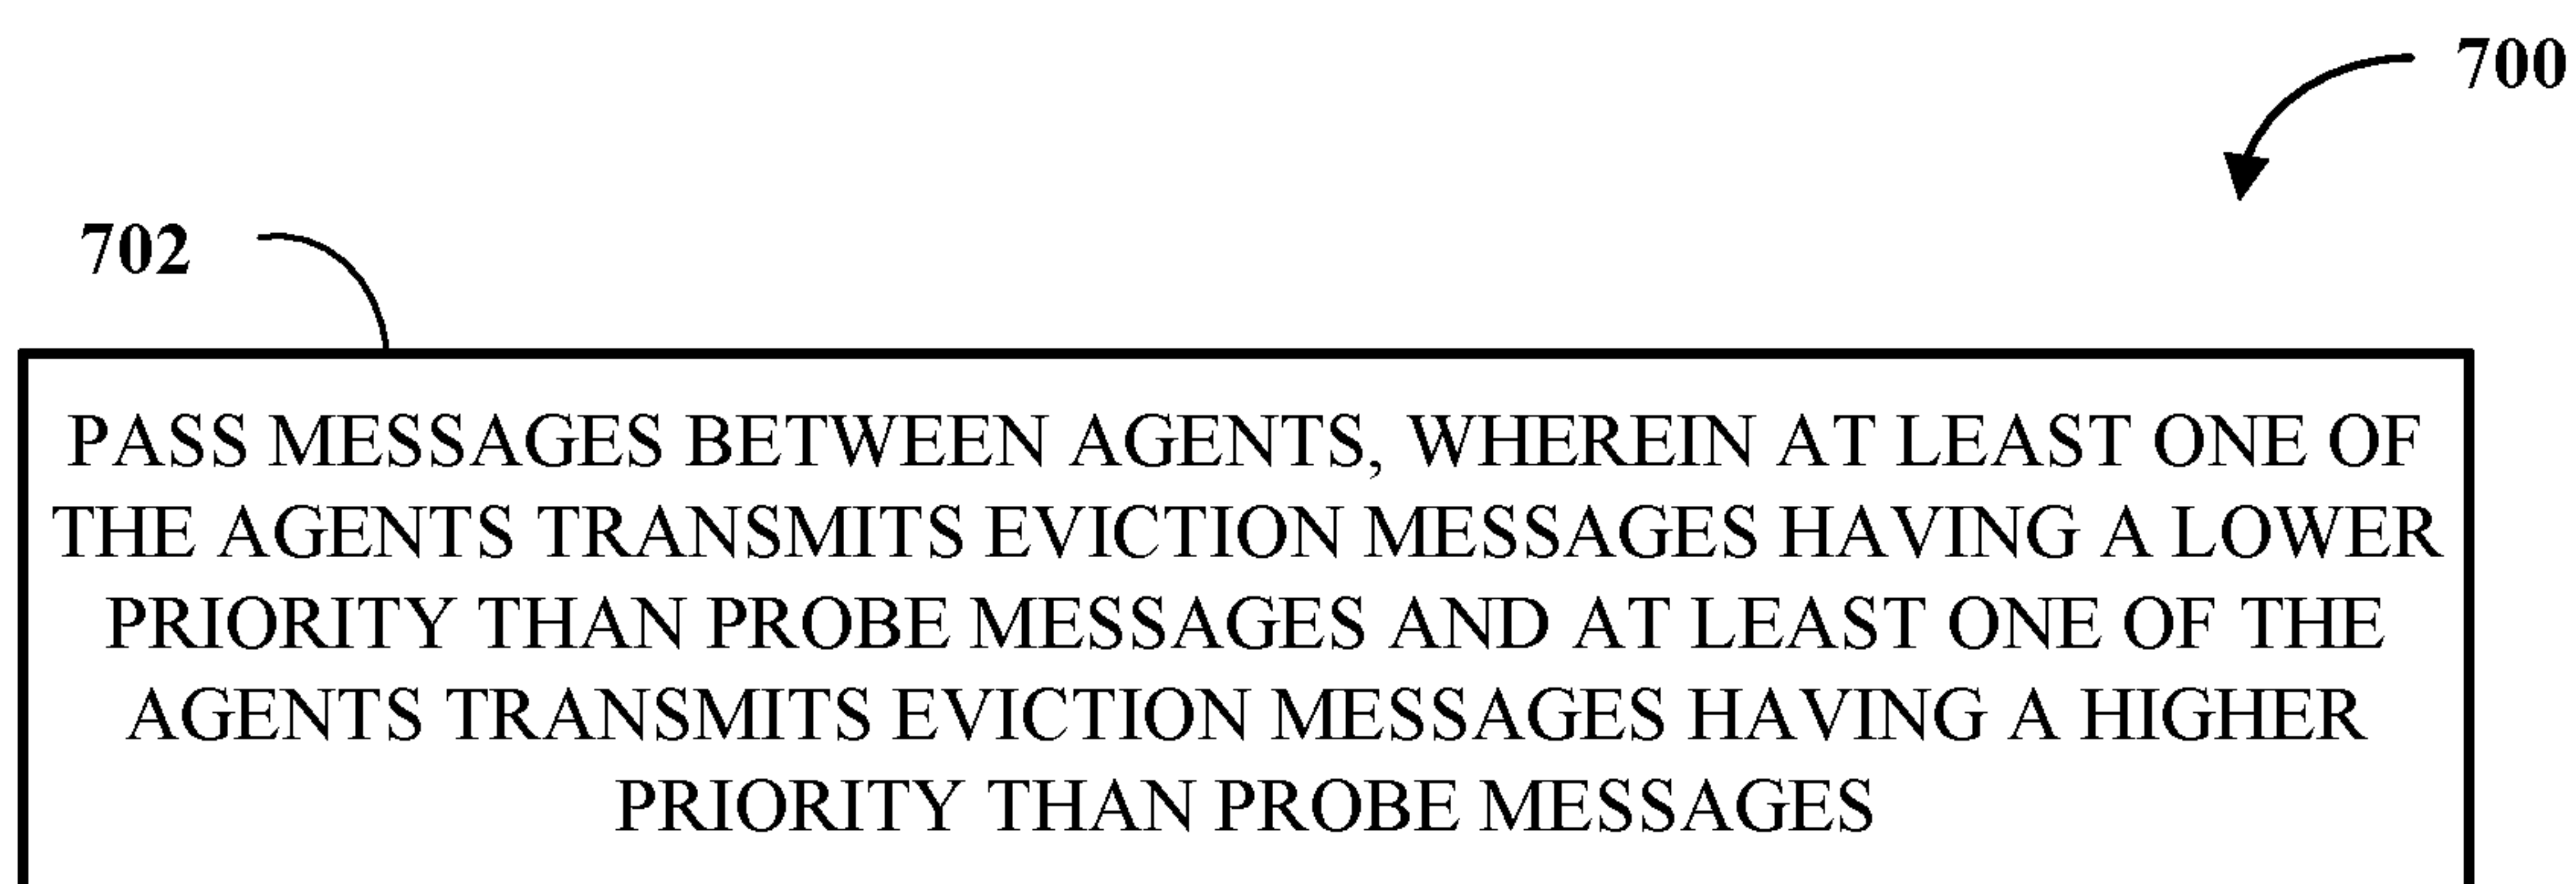 700
702
PASS MESSAGES BETWEEN AGENTS, WHEREIN AT LEAST ONE OF
THE AGENTS TRANSMITS EVICTION MESSAGES HAVING A LOWER
PRIORITY THAN PROBE MESSAGES AND AT LEAST ONE OF THE
AGENTS TRANSMITS EVICTION MESSAGES HAVING A HIGHER
PRIORITY THAN PROBE MESSAGES